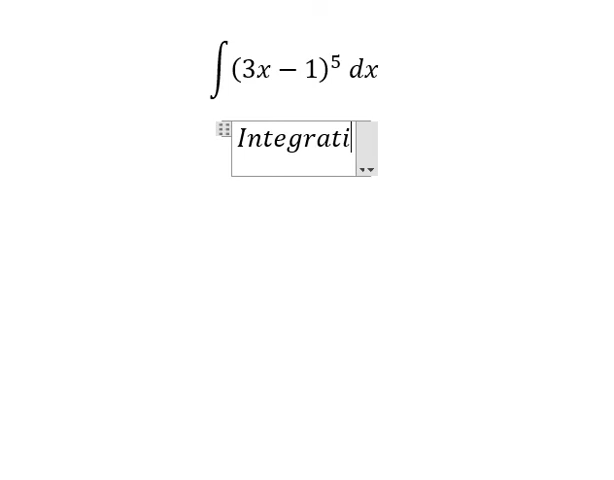 ∫(3x − 1)⁵ dx
Integrati